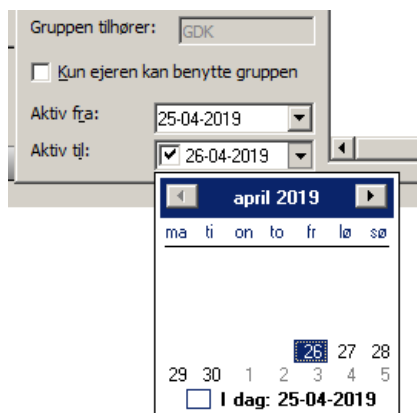 Gruppen tilhører: GDK
Kun ejeren kan benytte gruppen
Aktiv fra: 25-04-2019
Aktiv til: 26-04-2019
april 2019
ma ti on to fr lø sø
26 27 28
29 30 1 2 3 4 5
I dag: 25-04-2019